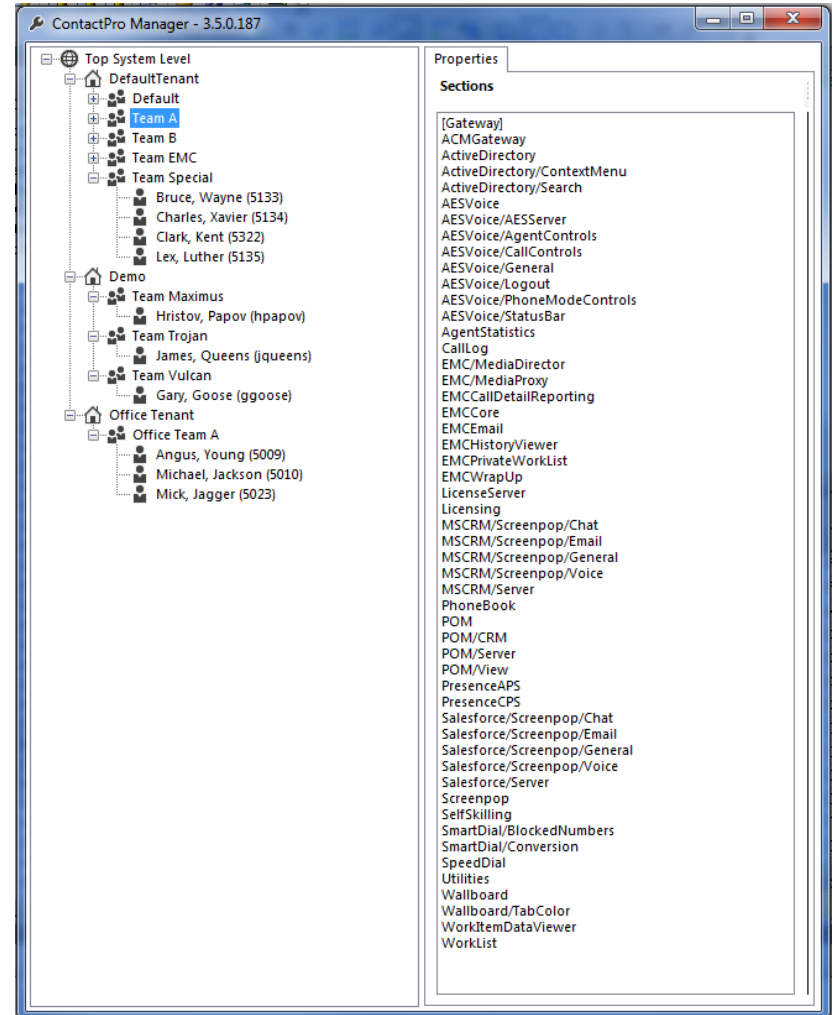 ContactPro Manager - 3.5.0.187
Top System Level
DefaultTenant
Default
Team A
Team B
Team EMC
Team Special
Bruce, Wayne (5133)
Charles, Xavier (5134)
Clark, Kent (5322)
Lex, Luther (5135)
Demo
Team Maximus
Hristov, Papov (hpapov)
Team Trojan
James, Queens (jqueens)
Team Vulcan
Gary, Goose (ggoose)
Office Tenant
Office Team A
Angus, Young (5009)
Michael, Jackson (5010)
Mick, Jagger (5023)
Properties
Sections
[Gateway]
ACMGateway
ActiveDirectory
ActiveDirectory/ContextMenu
ActiveDirectory/Search
AESVoice
AESVoice/AESServer
AESVoice/AgentControls
AESVoice/CallControls
AESVoice/General
AESVoice/Logout
AESVoice/PhoneModeControls
AESVoice/StatusBar
AgentStatistics
CallLog
EMC/MediaDirector
EMC/MediaProxy
EMCCallDetailReporting
EMCCore
EMCEmail
EMCHistoryViewer
EMCPrivateWorkList
EMCWrapUp
LicenseServer
Licensing
MSCRM/Screenpop/Chat
MSCRM/Screenpop/Email
MSCRM/Screenpop/General
MSCRM/Screenpop/Voice
MSCRM/Server
PhoneBook
POM
POM/CRM
POM/Server
POM/View
PresenceAPS
PresenceCPS
Salesforce/Screenpop/Chat
Salesforce/Screenpop/Email
Salesforce/Screenpop/General
Salesforce/Screenpop/Voice
Salesforce/Server
Screenpop
SelfSkilling
SmartDial/BlockedNumbers
SmartDial/Conversion
SpeedDial
Utilities
Wallboard
Wallboard/TabColor
WorkItemDataViewer
WorkList